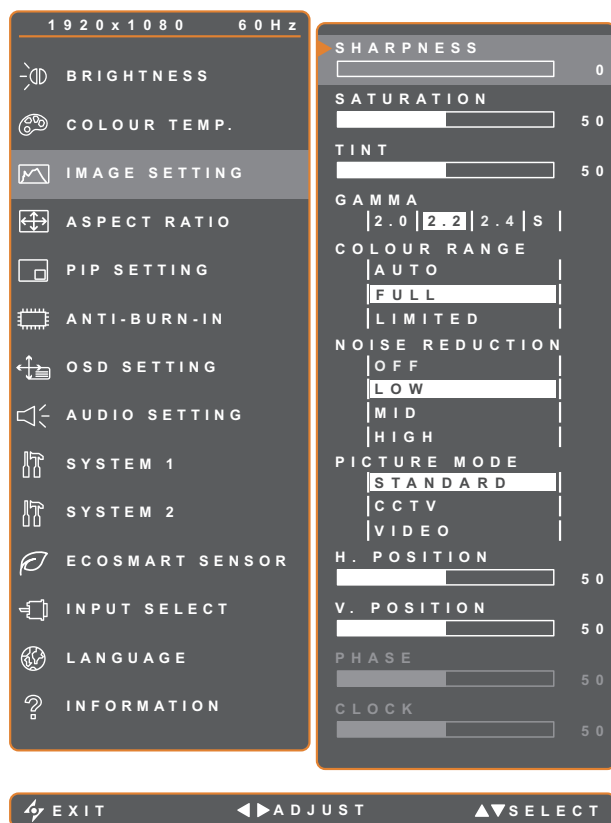 1920x1080 60Hz
BRIGHTNESS
COLOUR TEMP.
IMAGE SETTING
ASPECT RATIO
PIP SETTING
ANTI-BURN-IN
OSD SETTING
AUDIO SETTING
SYSTEM 1
SYSTEM 2
ECOSMART SENSOR
INPUT SELECT
LANGUAGE
INFORMATION
SHARPNESS
0
SATURATION
50
TINT
50
GAMMA
2.0 2.2 2.4 S
COLOUR RANGE
AUTO
FULL
LIMITED
NOISE REDUCTION
OFF
LOW
MID
HIGH
PICTURE MODE
STANDARD
CCTV
VIDEO
H. POSITION
50
V. POSITION
50
PHASE
50
CLOCK
50
EXIT ADJUST SELECT